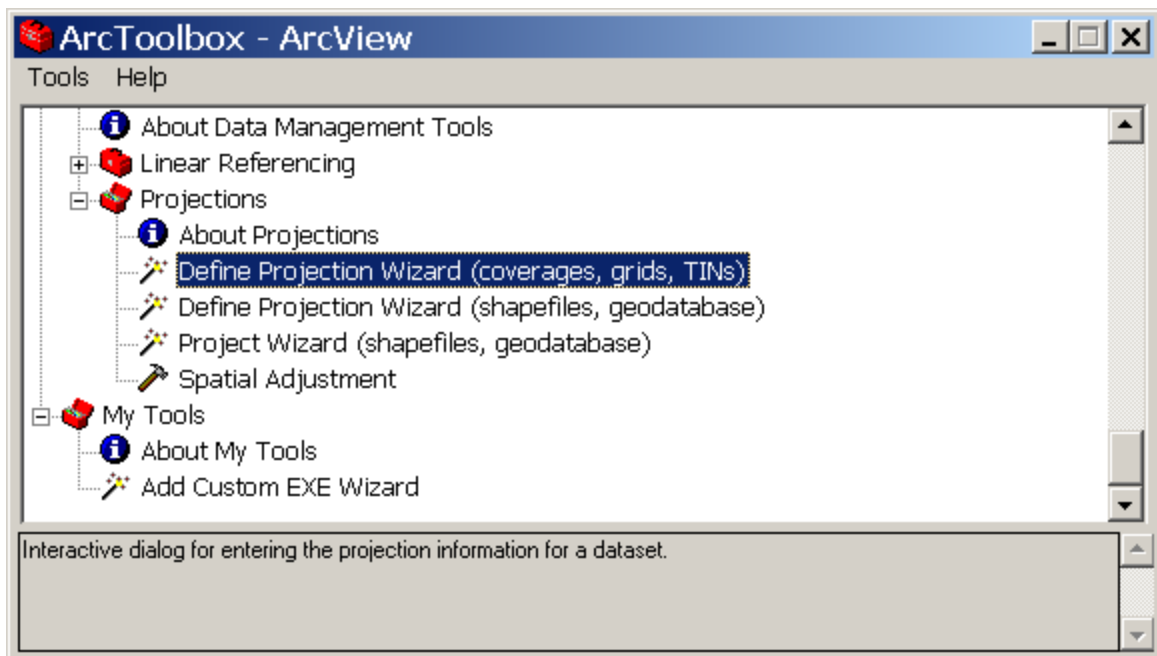 ArcToolbox - ArcView
Tools Help
About Data Management Tools
Linear Referencing
Projections
About Projections
Define Projection Wizard (coverages, grids, TINs)
Define Projection Wizard (shapefiles, geodatabase)
Project Wizard (shapefiles, geodatabase)
Spatial Adjustment
My Tools
About My Tools
Add Custom EXE Wizard
Interactive dialog for entering the projection information for a dataset.